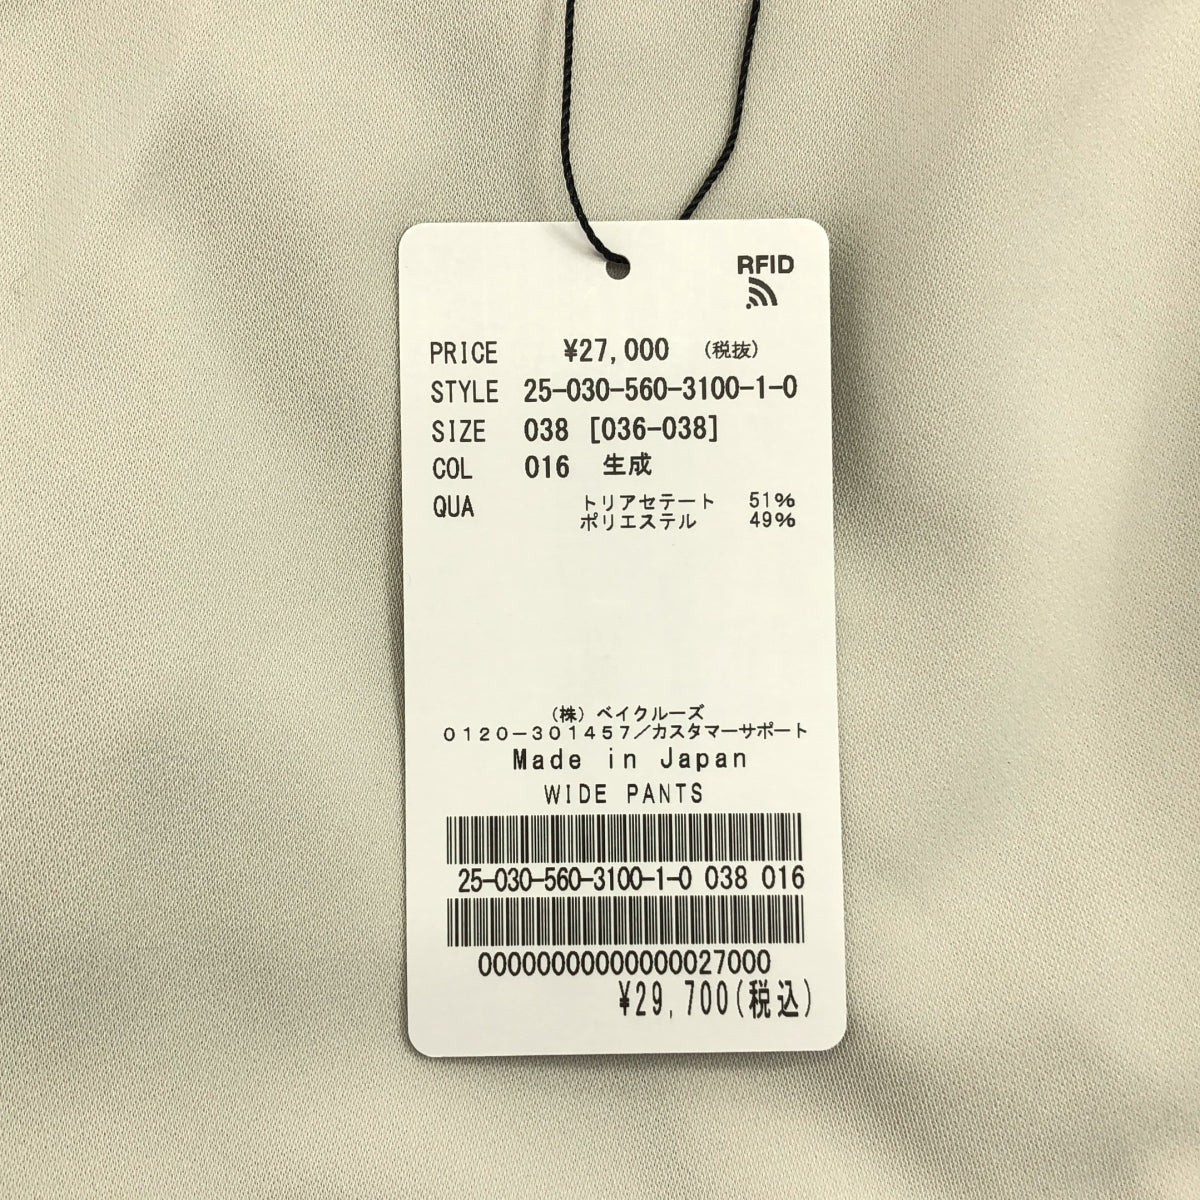 RFID
PRICE ¥27,000 (税抜)
STYLE 25-030-560-3100-1-0
SIZE 038 [036-038]
COL 016 生成
QUA トリアセテート 51%
ポリエステル 49%
(株) ベイクルーズ
0120-301457/カスタマーサポート
Made in Japan
WIDE PANTS
25-030-560-3100-1-0 038 016
0000000000000000027000
¥29,700(税込)